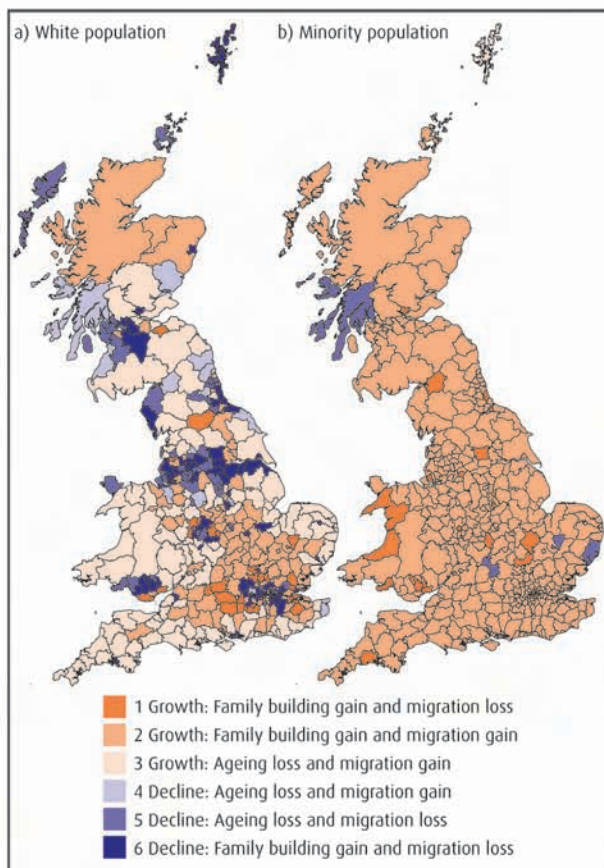 a) White population
b) Minority population
1 Growth: Family building gain and migration loss
2 Growth: Family building gain and migration gain
3 Growth: Ageing loss and migration gain
4 Decline: Ageing loss and migration gain
5 Decline: Ageing loss and migration loss
6 Decline: Family building gain and migration loss